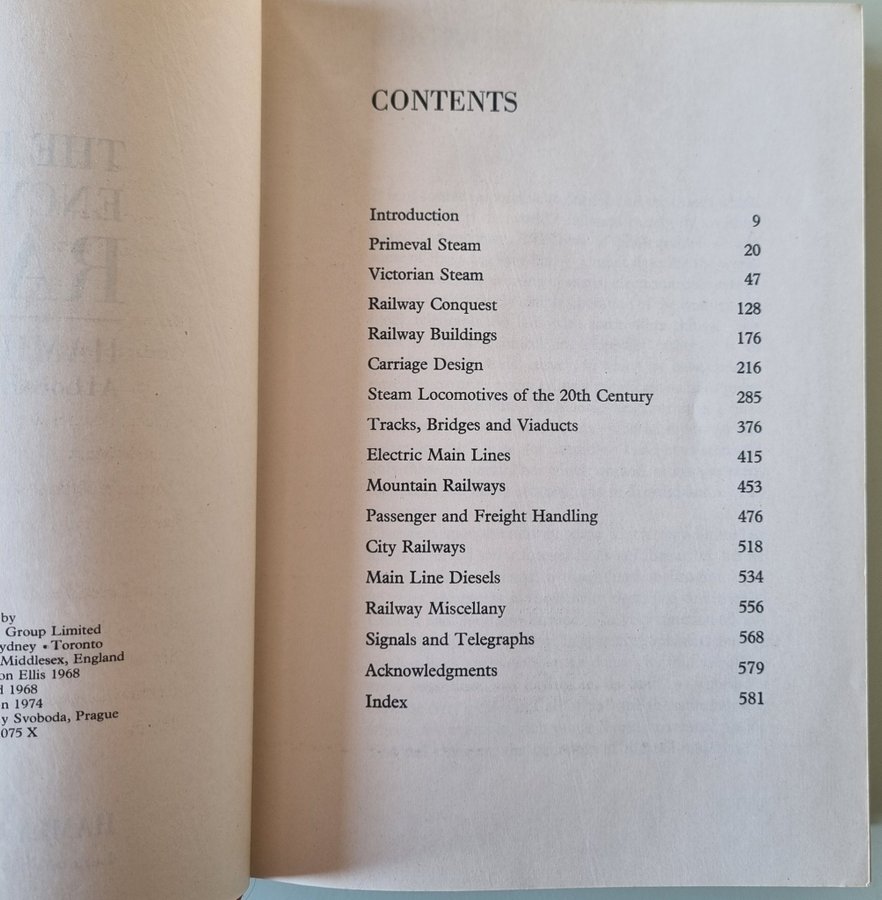 by
Group Limited
ydney • Toronto
Middlesex, England
on Ellis 1968
1968
n 1974
y Svoboda, Prague
075 X
CONTENTS
Introduction 9
Primeval Steam 20
Victorian Steam 47
Railway Conquest 128
Railway Buildings 176
Carriage Design 216
Steam Locomotives of the 20th Century 285
Tracks, Bridges and Viaducts 376
Electric Main Lines 415
Mountain Railways 453
Passenger and Freight Handling 476
City Railways 518
Main Line Diesels 534
Railway Miscellany 556
Signals and Telegraphs 568
Acknowledgments 579
Index 581